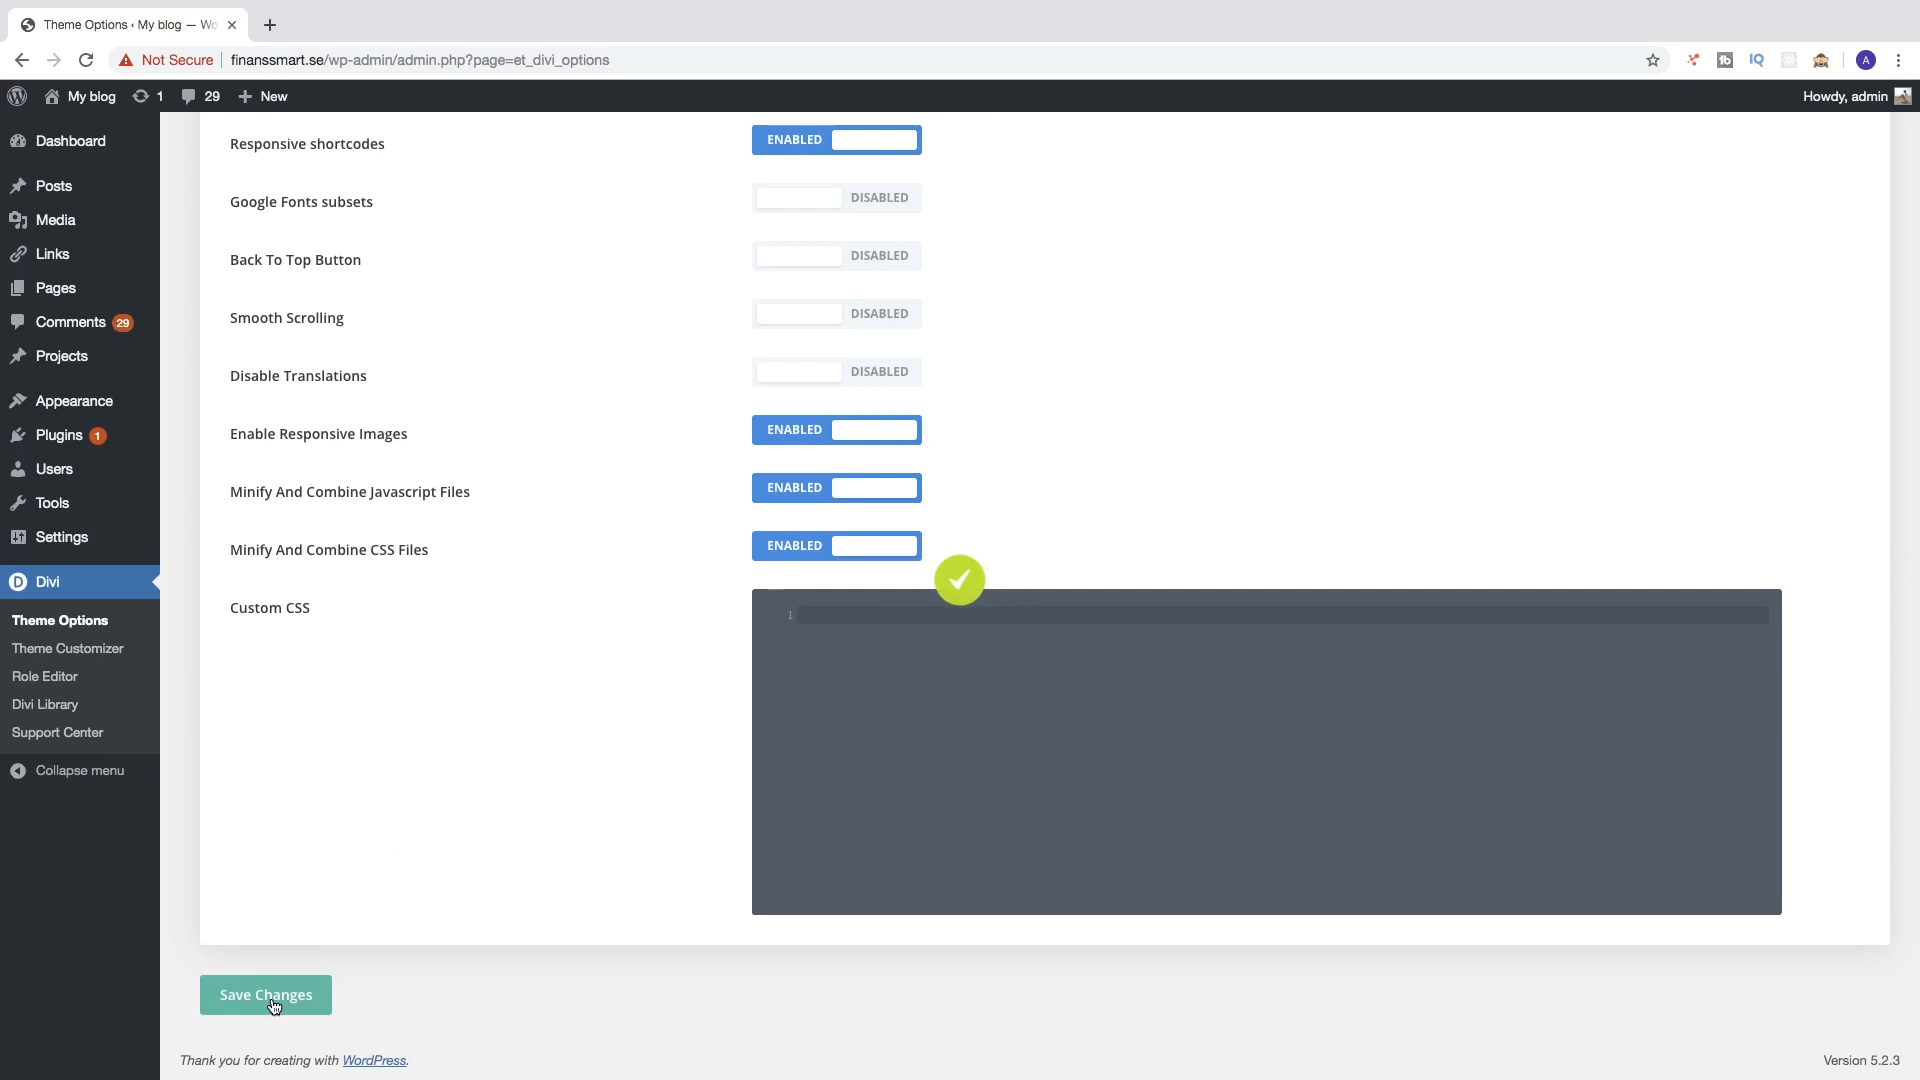 Theme Options ‹ My blog — Wo
Not Secure
finanssmart.se/wp-admin/admin.php?page=et_divi_options
My blog
1
29
New
Howdy, admin
Dashboard
Posts
Media
Links
Pages
Comments 29
Projects
Appearance
Plugins 1
Users
Tools
Settings
Divi
Theme Options
Theme Customizer
Role Editor
Divi Library
Support Center
Collapse menu
Responsive shortcodes
ENABLED
Google Fonts subsets
DISABLED
Back To Top Button
DISABLED
Smooth Scrolling
DISABLED
Disable Translations
DISABLED
Enable Responsive Images
ENABLED
Minify And Combine Javascript Files
ENABLED
Minify And Combine CSS Files
ENABLED
Custom CSS
1
Save Changes
Thank you for creating with WordPress.
Version 5.2.3
IQ
A
tb